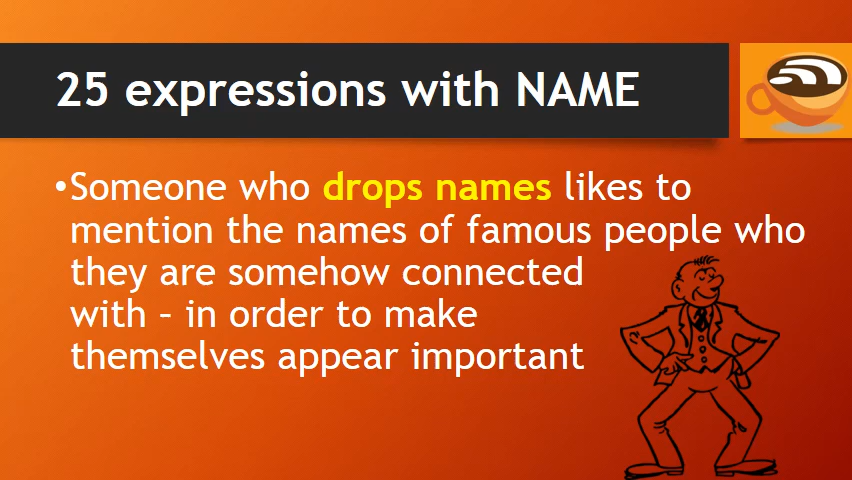 25 expressions with NAME
•Someone who drops names likes to
mention the names of famous people who
they are somehow connected
with – in order to make
themselves appear important